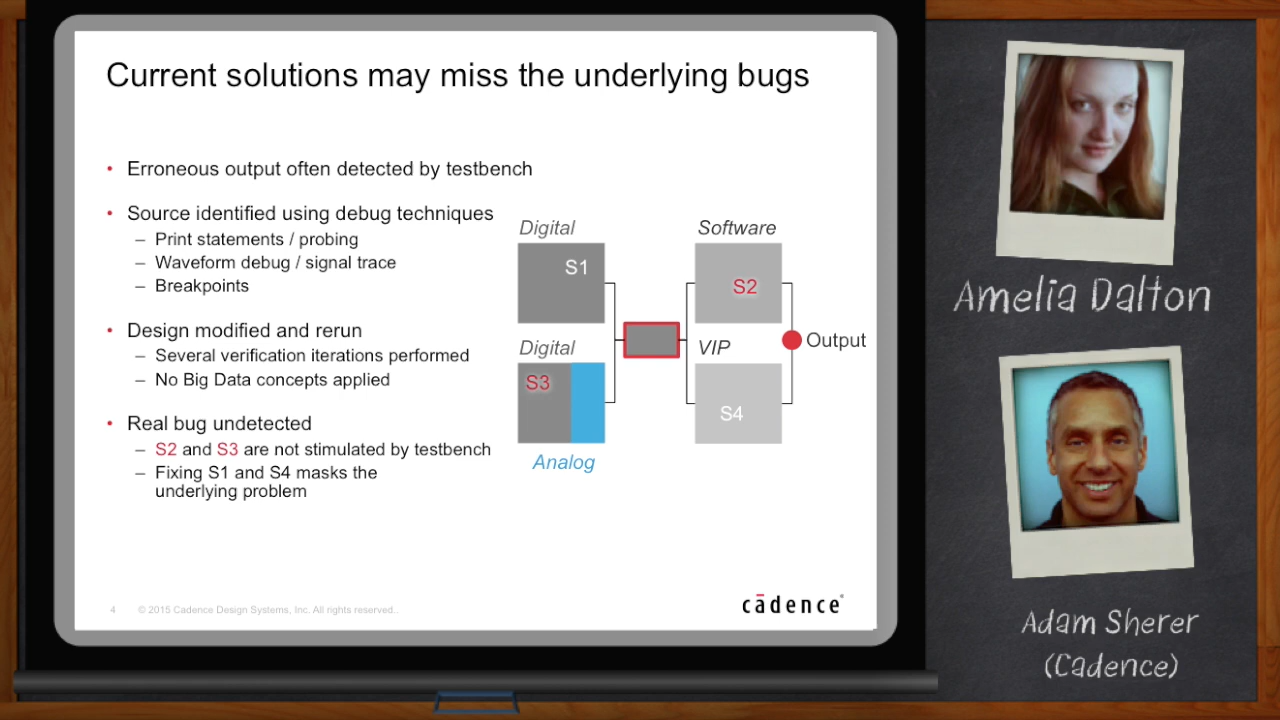 Current solutions may miss the underlying bugs
• Erroneous output often detected by testbench
• Source identified using debug techniques
– Print statements / probing
– Waveform debug / signal trace
– Breakpoints
• Design modified and rerun
– Several verification iterations performed
– No Big Data concepts applied
• Real bug undetected
– S2 and S3 are not stimulated by testbench
– Fixing S1 and S4 masks the
underlying problem
Digital
S1
Software
S2
Digital
S3
Analog
VIP
S4
Output
4
© 2015 Cadence Design Systems, Inc. All rights reserved..
cādence®
Amelia Dalton
Adam Sherer
(Cadence)